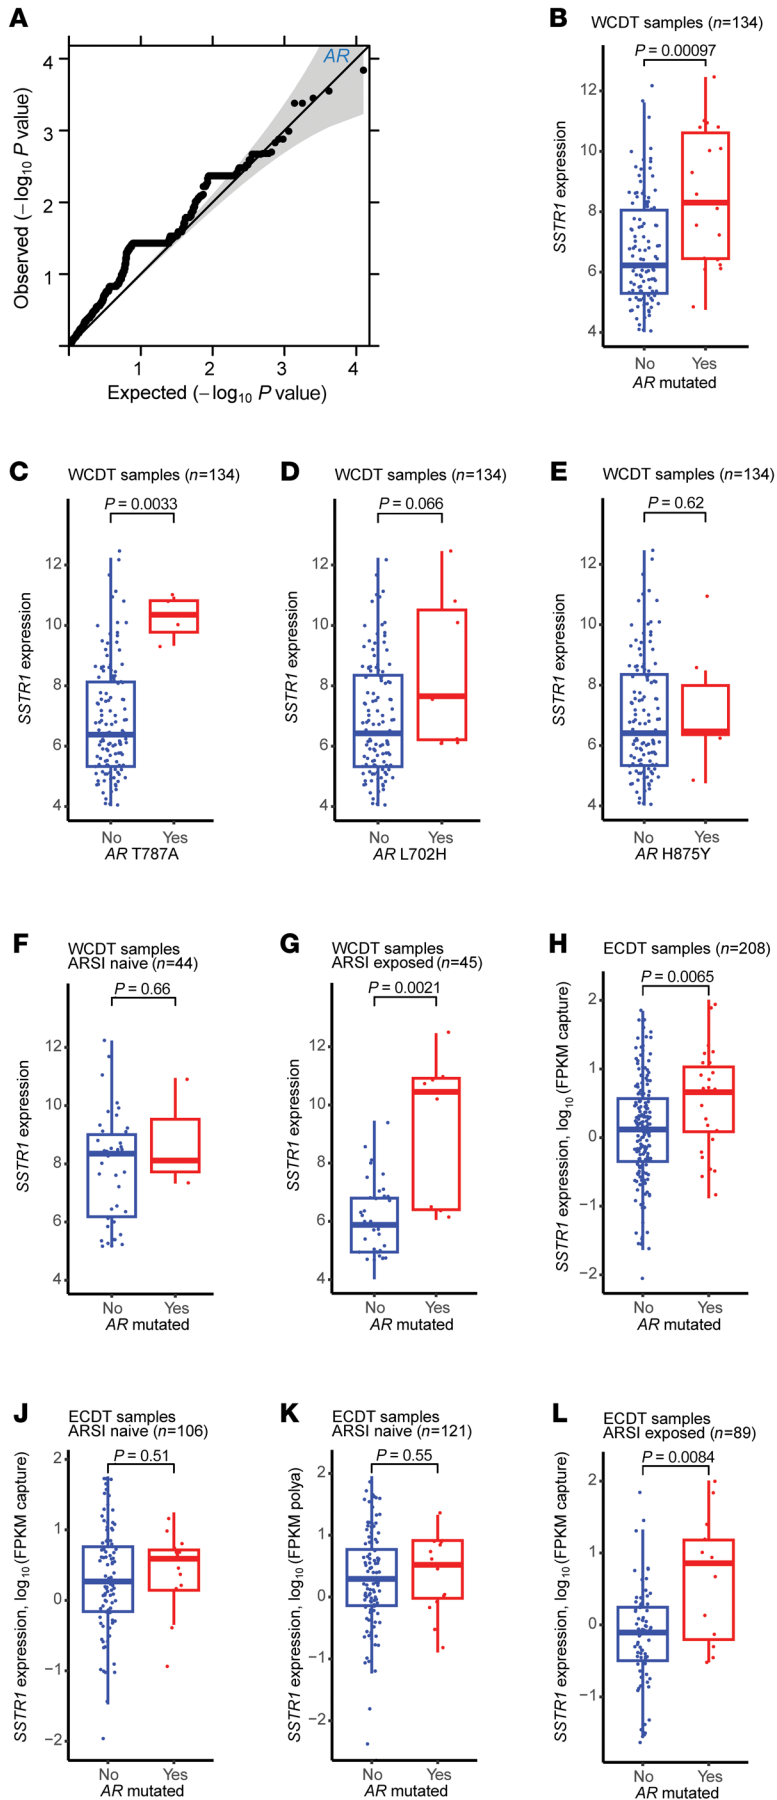 A
AR
4
3
2
1
1
2
3
4
Observed (–log10 P value)
Expected (–log10 P value)
B
WCDT samples (n=134)
P = 0.00097
12
10
8
6
4
SSTR1 expression
No
Yes
AR mutated
C
WCDT samples (n=134)
P = 0.0033
12
10
8
6
4
SSTR1 expression
No
Yes
AR T787A
D
WCDT samples (n=134)
P = 0.066
12
10
8
6
4
SSTR1 expression
No
Yes
AR L702H
E
WCDT samples (n=134)
P = 0.62
12
10
8
6
4
SSTR1 expression
No
Yes
AR H875Y
F
WCDT samples
ARSI naive (n=44)
P = 0.66
12
10
8
6
4
SSTR1 expression
No
Yes
AR mutated
G
WCDT samples
ARSI exposed (n=45)
P = 0.0021
12
10
8
6
4
SSTR1 expression
No
Yes
AR mutated
H
ECDT samples (n=208)
P = 0.0065
2
1
0
−1
−2
SSTR1 expression, log10 (FPKM capture)
No
Yes
AR mutated
J
ECDT samples
ARSI naive (n=106)
P = 0.51
2
1
0
−1
−2
SSTR1 expression, log10 (FPKM capture)
No
Yes
AR mutated
K
ECDT samples
ARSI naive (n=121)
P = 0.55
2
1
0
−1
−2
SSTR1 expression, log10 (FPKM polya)
No
Yes
AR mutated
L
ECDT samples
ARSI exposed (n=89)
P = 0.0084
2
1
0
−1
SSTR1 expression, log10 (FPKM capture)
No
Yes
AR mutated